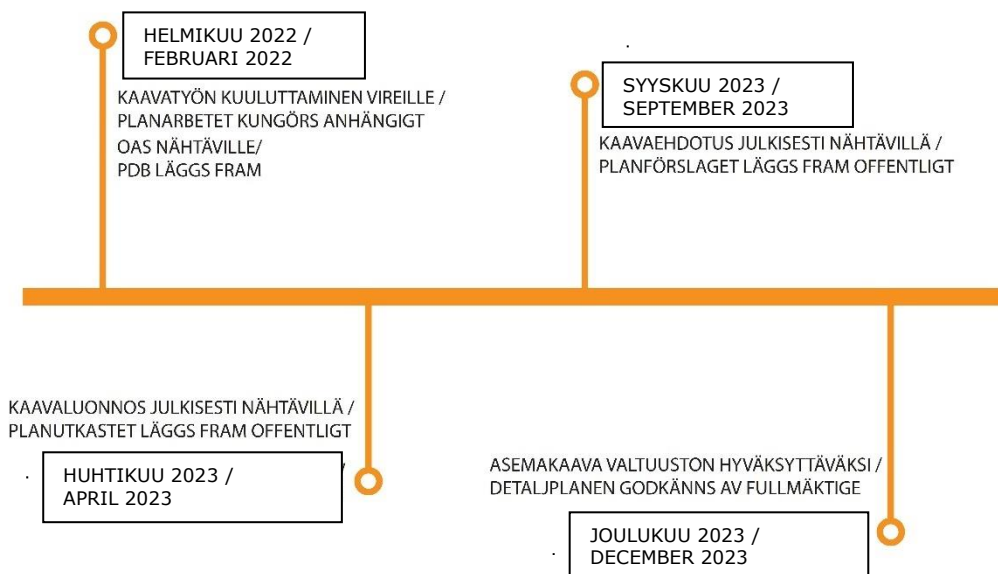 HELMIKUU 2022 /
FEBRUARI 2022
KAAVATYÖN KUULUTTAMINEN VIREILLE /
PLANARBETET KUNGÖRS ANHÄNGIGT
OAS NÄHTÄVILLE/
PDB LÄGGS FRAM
SYYSKUU 2023 /
SEPTEMBER 2023
KAAVAEHDOTUS JULKISESTI NÄHTÄVILLÄ /
PLANFÖRSLAGET LÄGGS FRAM OFFENTLIGT
KAAVALUONNOS JULKISESTI NÄHTÄVILLÄ /
PLANUTKASTET LÄGGS FRAM OFFENTLIGT
HUHTIKUU 2023 /
APRIL 2023
ASEMAKAAVA VALTUUSTON HYVÄKSYTTÄVÄKSI /
DETALJPLANEN GODKÄNNS AV FULLMÄKTIGE
JOULUKUU 2023 /
DECEMBER 2023